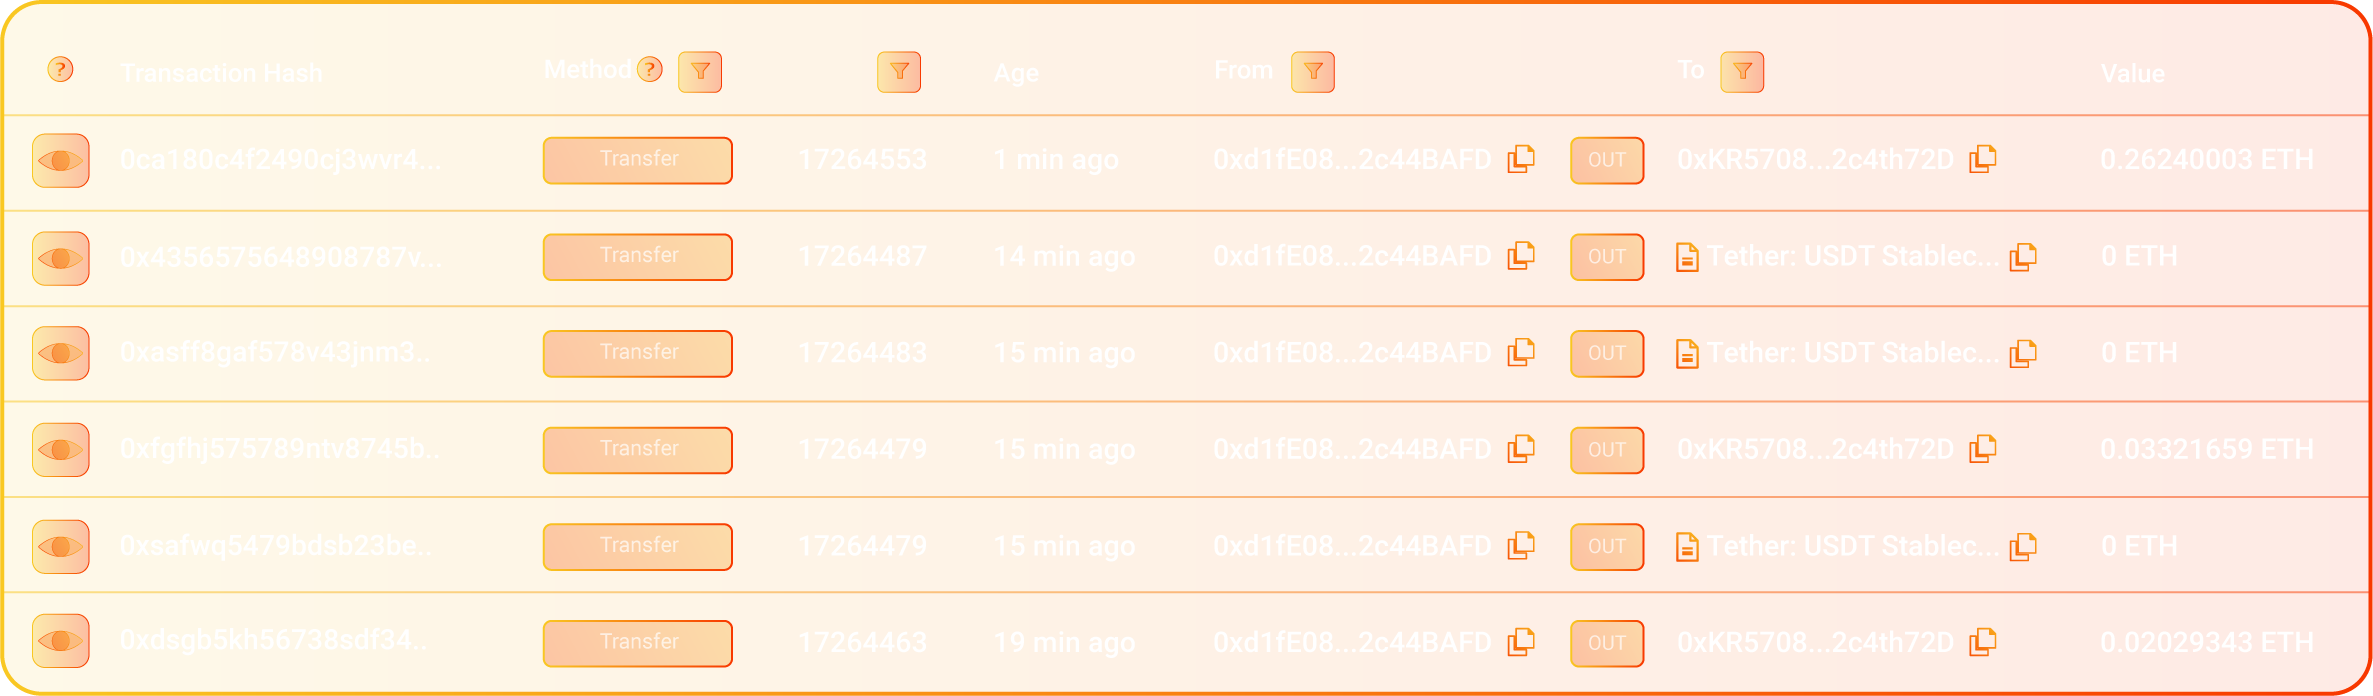 ? Transaction Hash Method ? Age From To Value
0ca180c4f2490cj3wvr4... Transfer 17264553 1 min ago 0xd1fE08...2c44BAFD OUT 0xKR5708...2c4th72D 0.26240003 ETH
0x4356575648908787v... Transfer 17264487 14 min ago 0xd1fE08...2c44BAFD OUT Tether: USDT Stablec... 0 ETH
0xasff8gaf578v43jnm3.. Transfer 17264483 15 min ago 0xd1fE08...2c44BAFD OUT Tether: USDT Stablec... 0 ETH
0xfgfhj575789ntv8745b.. Transfer 17264479 15 min ago 0xd1fE08...2c44BAFD OUT 0xKR5708...2c4th72D 0.03321659 ETH
0xsafwq5479bdsb23be.. Transfer 17264479 15 min ago 0xd1fE08...2c44BAFD OUT Tether: USDT Stablec... 0 ETH
0xdsgb5kh56738sdf34.. Transfer 17264463 19 min ago 0xd1fE08...2c44BAFD OUT 0xKR5708...2c4th72D 0.02029343 ETH